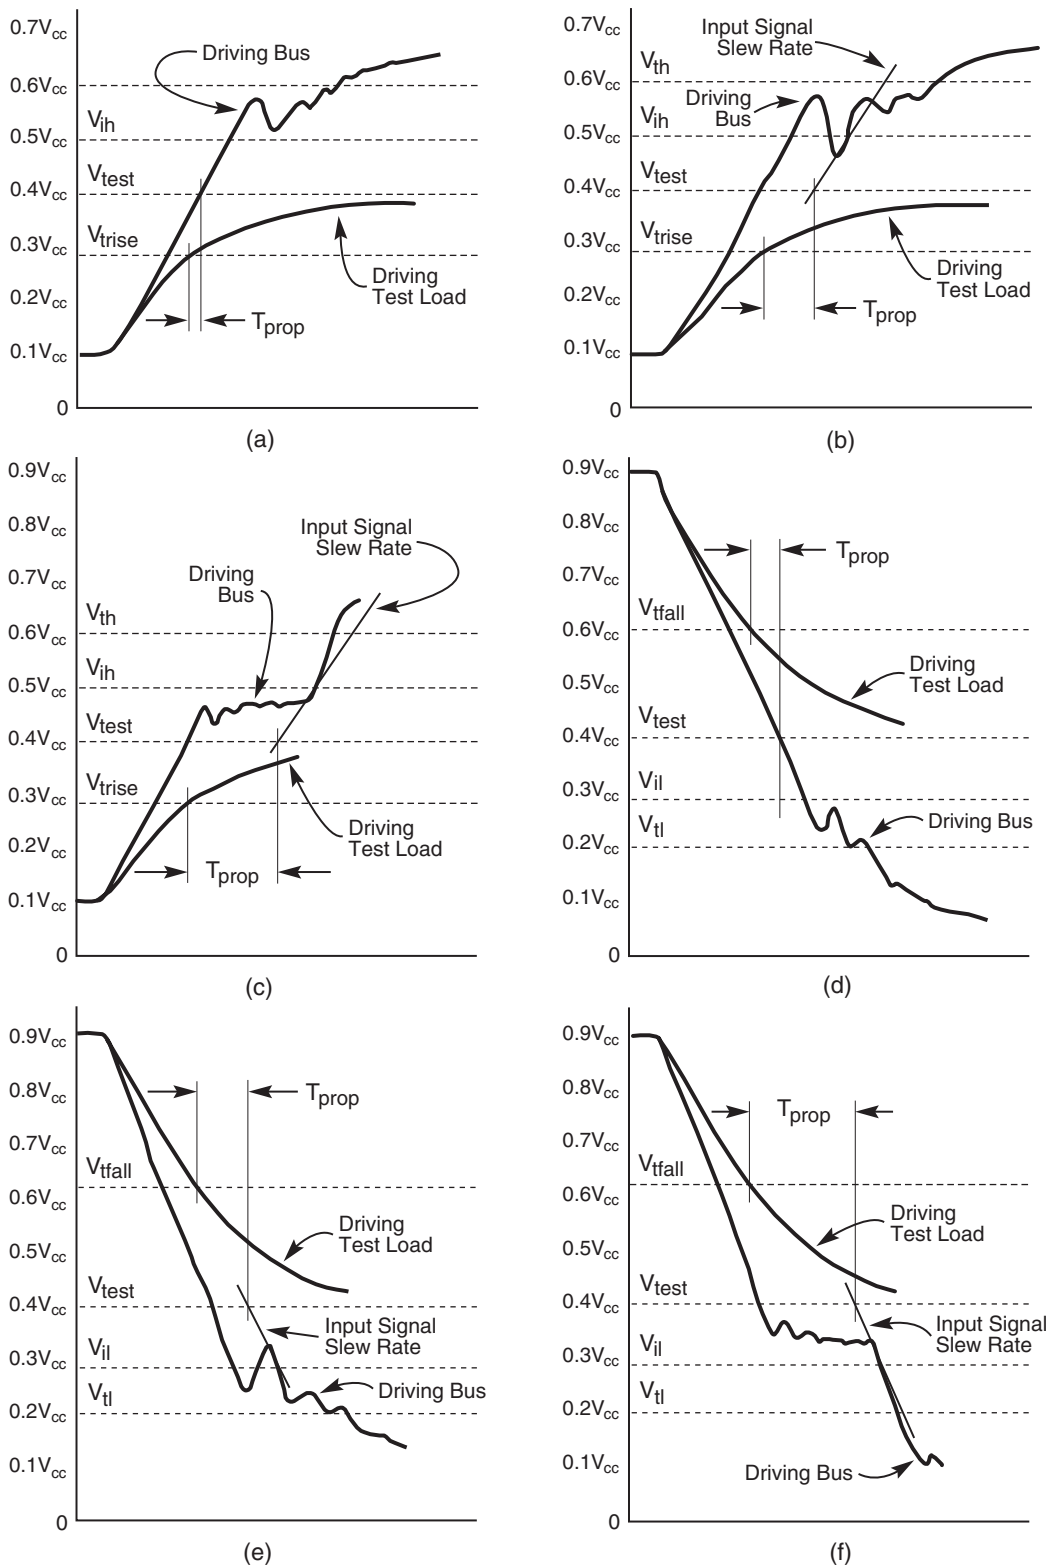 0.7Vcc
Driving Bus
0.6Vcc
Vih
0.5Vcc
Vtest
0.4Vcc
Vtrise
0.3Vcc
Driving
Test Load
0.2Vcc
Tprop
0.1Vcc
0
(a)
0.7Vcc
Input Signal
Slew Rate
Vth
0.6Vcc
Driving
Bus
Vih
0.5Vcc
Vtest
0.4Vcc
Vtrise
0.3Vcc
Driving
Test Load
0.2Vcc
Tprop
0.1Vcc
0
(b)
0.9Vcc
0.8Vcc
Input Signal
Slew Rate
0.7Vcc
Driving
Bus
Vth
0.6Vcc
Vih
0.5Vcc
Vtest
0.4Vcc
Vtrise
0.3Vcc
Driving
Test Load
0.2Vcc
Tprop
0.1Vcc
0
(c)
0.9Vcc
0.8Vcc
Tprop
0.7Vcc
Vtfall
0.6Vcc
Driving
Test Load
0.5Vcc
Vtest
0.4Vcc
Vil
0.3Vcc
Vtl
Driving Bus
0.2Vcc
0.1Vcc
0
(d)
0.9Vcc
0.8Vcc
Tprop
0.7Vcc
Vtfall
0.6Vcc
Driving
Test Load
0.5Vcc
Vtest
0.4Vcc
Input Signal
Slew Rate
Vil
0.3Vcc
Vtl
Driving Bus
0.2Vcc
0.1Vcc
0
(e)
0.9Vcc
0.8Vcc
Tprop
0.7Vcc
Vtfall
0.6Vcc
Driving
Test Load
0.5Vcc
Vtest
0.4Vcc
Input Signal
Slew Rate
Vil
0.3Vcc
Vtl
0.2Vcc
0.1Vcc
Driving Bus
0
(f)